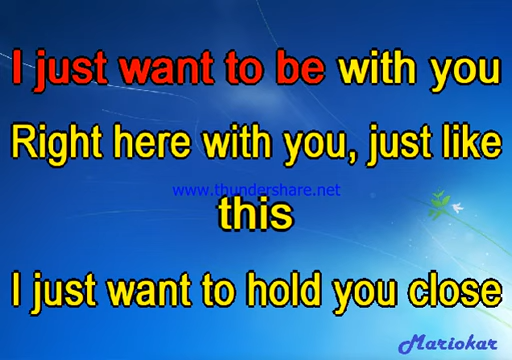 I just want to be with you
Right here with you, just like
www.thundershare.net
this
I just want to hold you close
Mariokar